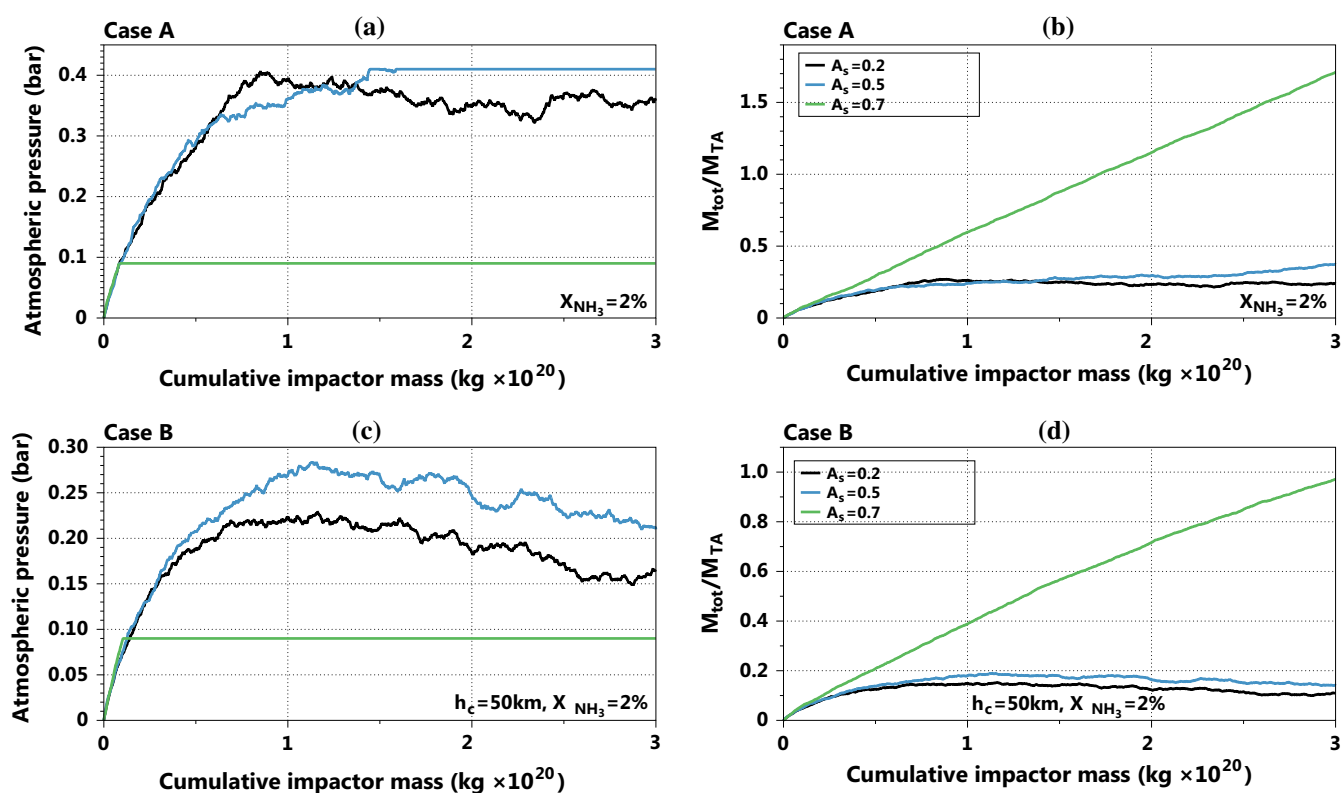 Case A
(a)
Atmospheric pressure (bar)
0.4
0.3
0.2
0.1
0
X_NH3=2%
0 1 2 3
Cumulative impactor mass (kg ×10^20)
Case A
(b)
M_tot/M_TA
A_s=0.2
A_s=0.5
A_s=0.7
1.5
1.0
0.5
0.00
X_NH3=2%
0 1 2 3
Cumulative impactor mass (kg ×10^20)
Case B
(c)
Atmospheric pressure (bar)
0.30
0.25
0.20
0.15
0.10
0.05
0
h_c=50km, X NH3=2%
0 1 2 3
Cumulative impactor mass (kg ×10^20)
Case B
(d)
M_tot/M_TA
A_s=0.2
A_s=0.5
A_s=0.7
1.0
0.8
0.6
0.4
0.2
0.00
h_c=50km, X NH3=2%
0 1 2 3
Cumulative impactor mass (kg ×10^20)